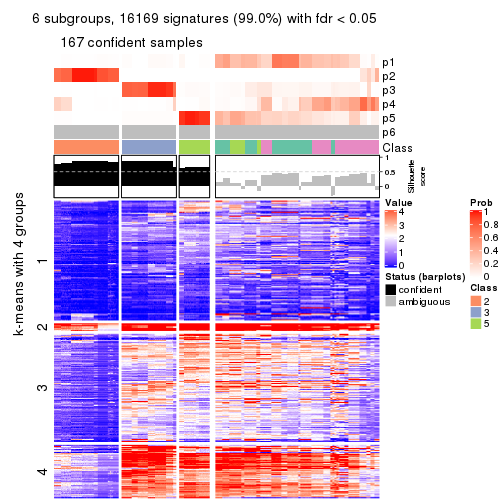 6 subgroups, 16169 signatures (99.0%) with fdr < 0.05
167 confident samples
p1
p2
p3
p4
p5
p6
Class
1
0.5
0
Silhouette
score
k-means with 4 groups
1
2
3
4
Value
4
3
2
1
0
Status (barplots)
confident
ambiguous
Prob
1
0.8
0.6
0.4
0.2
0
Class
2
3
5